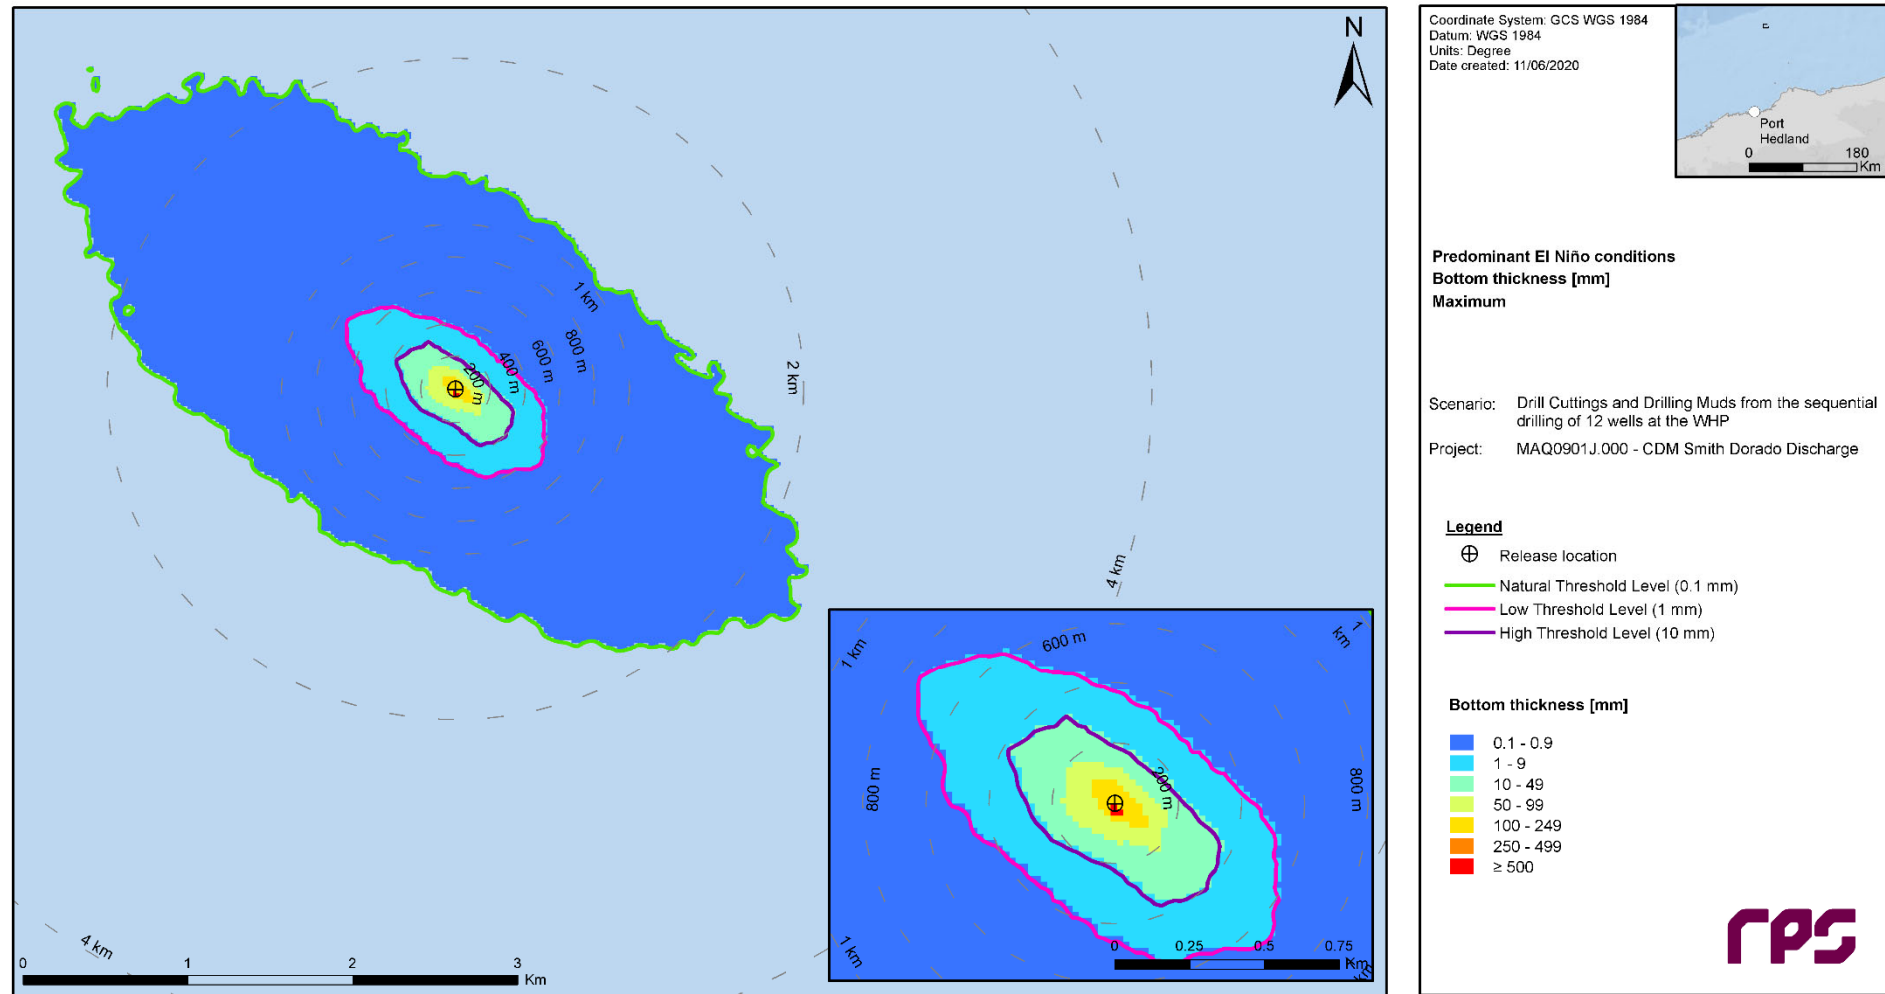 N
1 km
800 m
600 m
400 m
200 m
2 km
4 km
4 km
0 1 2 3
Km
600 m
1 km
1 km
800 m
200 m
800 m
1 km
0 0.25 0.5 0.75
Km
Coordinate System: GCS WGS 1984
Datum: WGS 1984
Units: Degree
Date created: 11/06/2020
Port
Hedland
0 180
Km
Predominant El Niño conditions
Bottom thickness [mm]
Maximum
Scenario: Drill Cuttings and Drilling Muds from the sequential
drilling of 12 wells at the WHP
Project: MAQ0901J.000 - CDM Smith Dorado Discharge
Legend
Release location
Natural Threshold Level (0.1 mm)
Low Threshold Level (1 mm)
High Threshold Level (10 mm)
Bottom thickness [mm]
0.1 - 0.9
1 - 9
10 - 49
50 - 99
100 - 249
250 - 499
≥ 500
rps